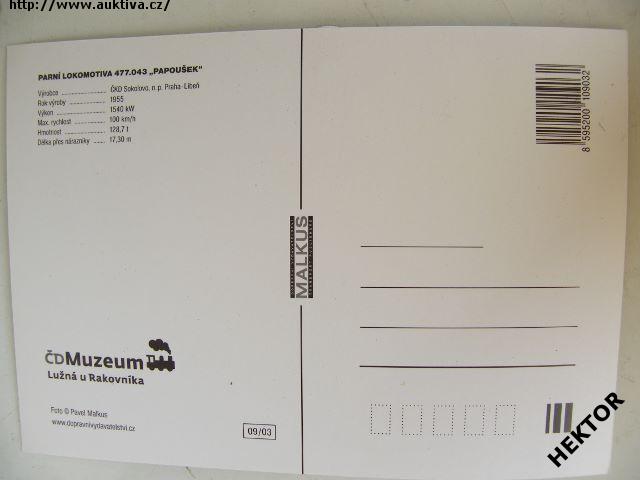 http://www.auktiva.cz/
PARNÍ LOKOMOTIVA 477.043 „PAPOUŠEK“
Výrobce ................ ČKD Sokolovo, n.p. Praha-Libeň
Rok výroby ................ 1955
Výkon ................ 1540 kW
Max. rychlost ................ 100 km/h
Hmotnost ................ 128,7 t
Délka přes nárazníky ................ 17,30 m
8 595200 109032
MALKUS
ČDMuzeum
Lužná u Rakovníka
Foto © Pavel Malkus
www.dopravnivydavatelstvi.cz
09/03
HEKTOR